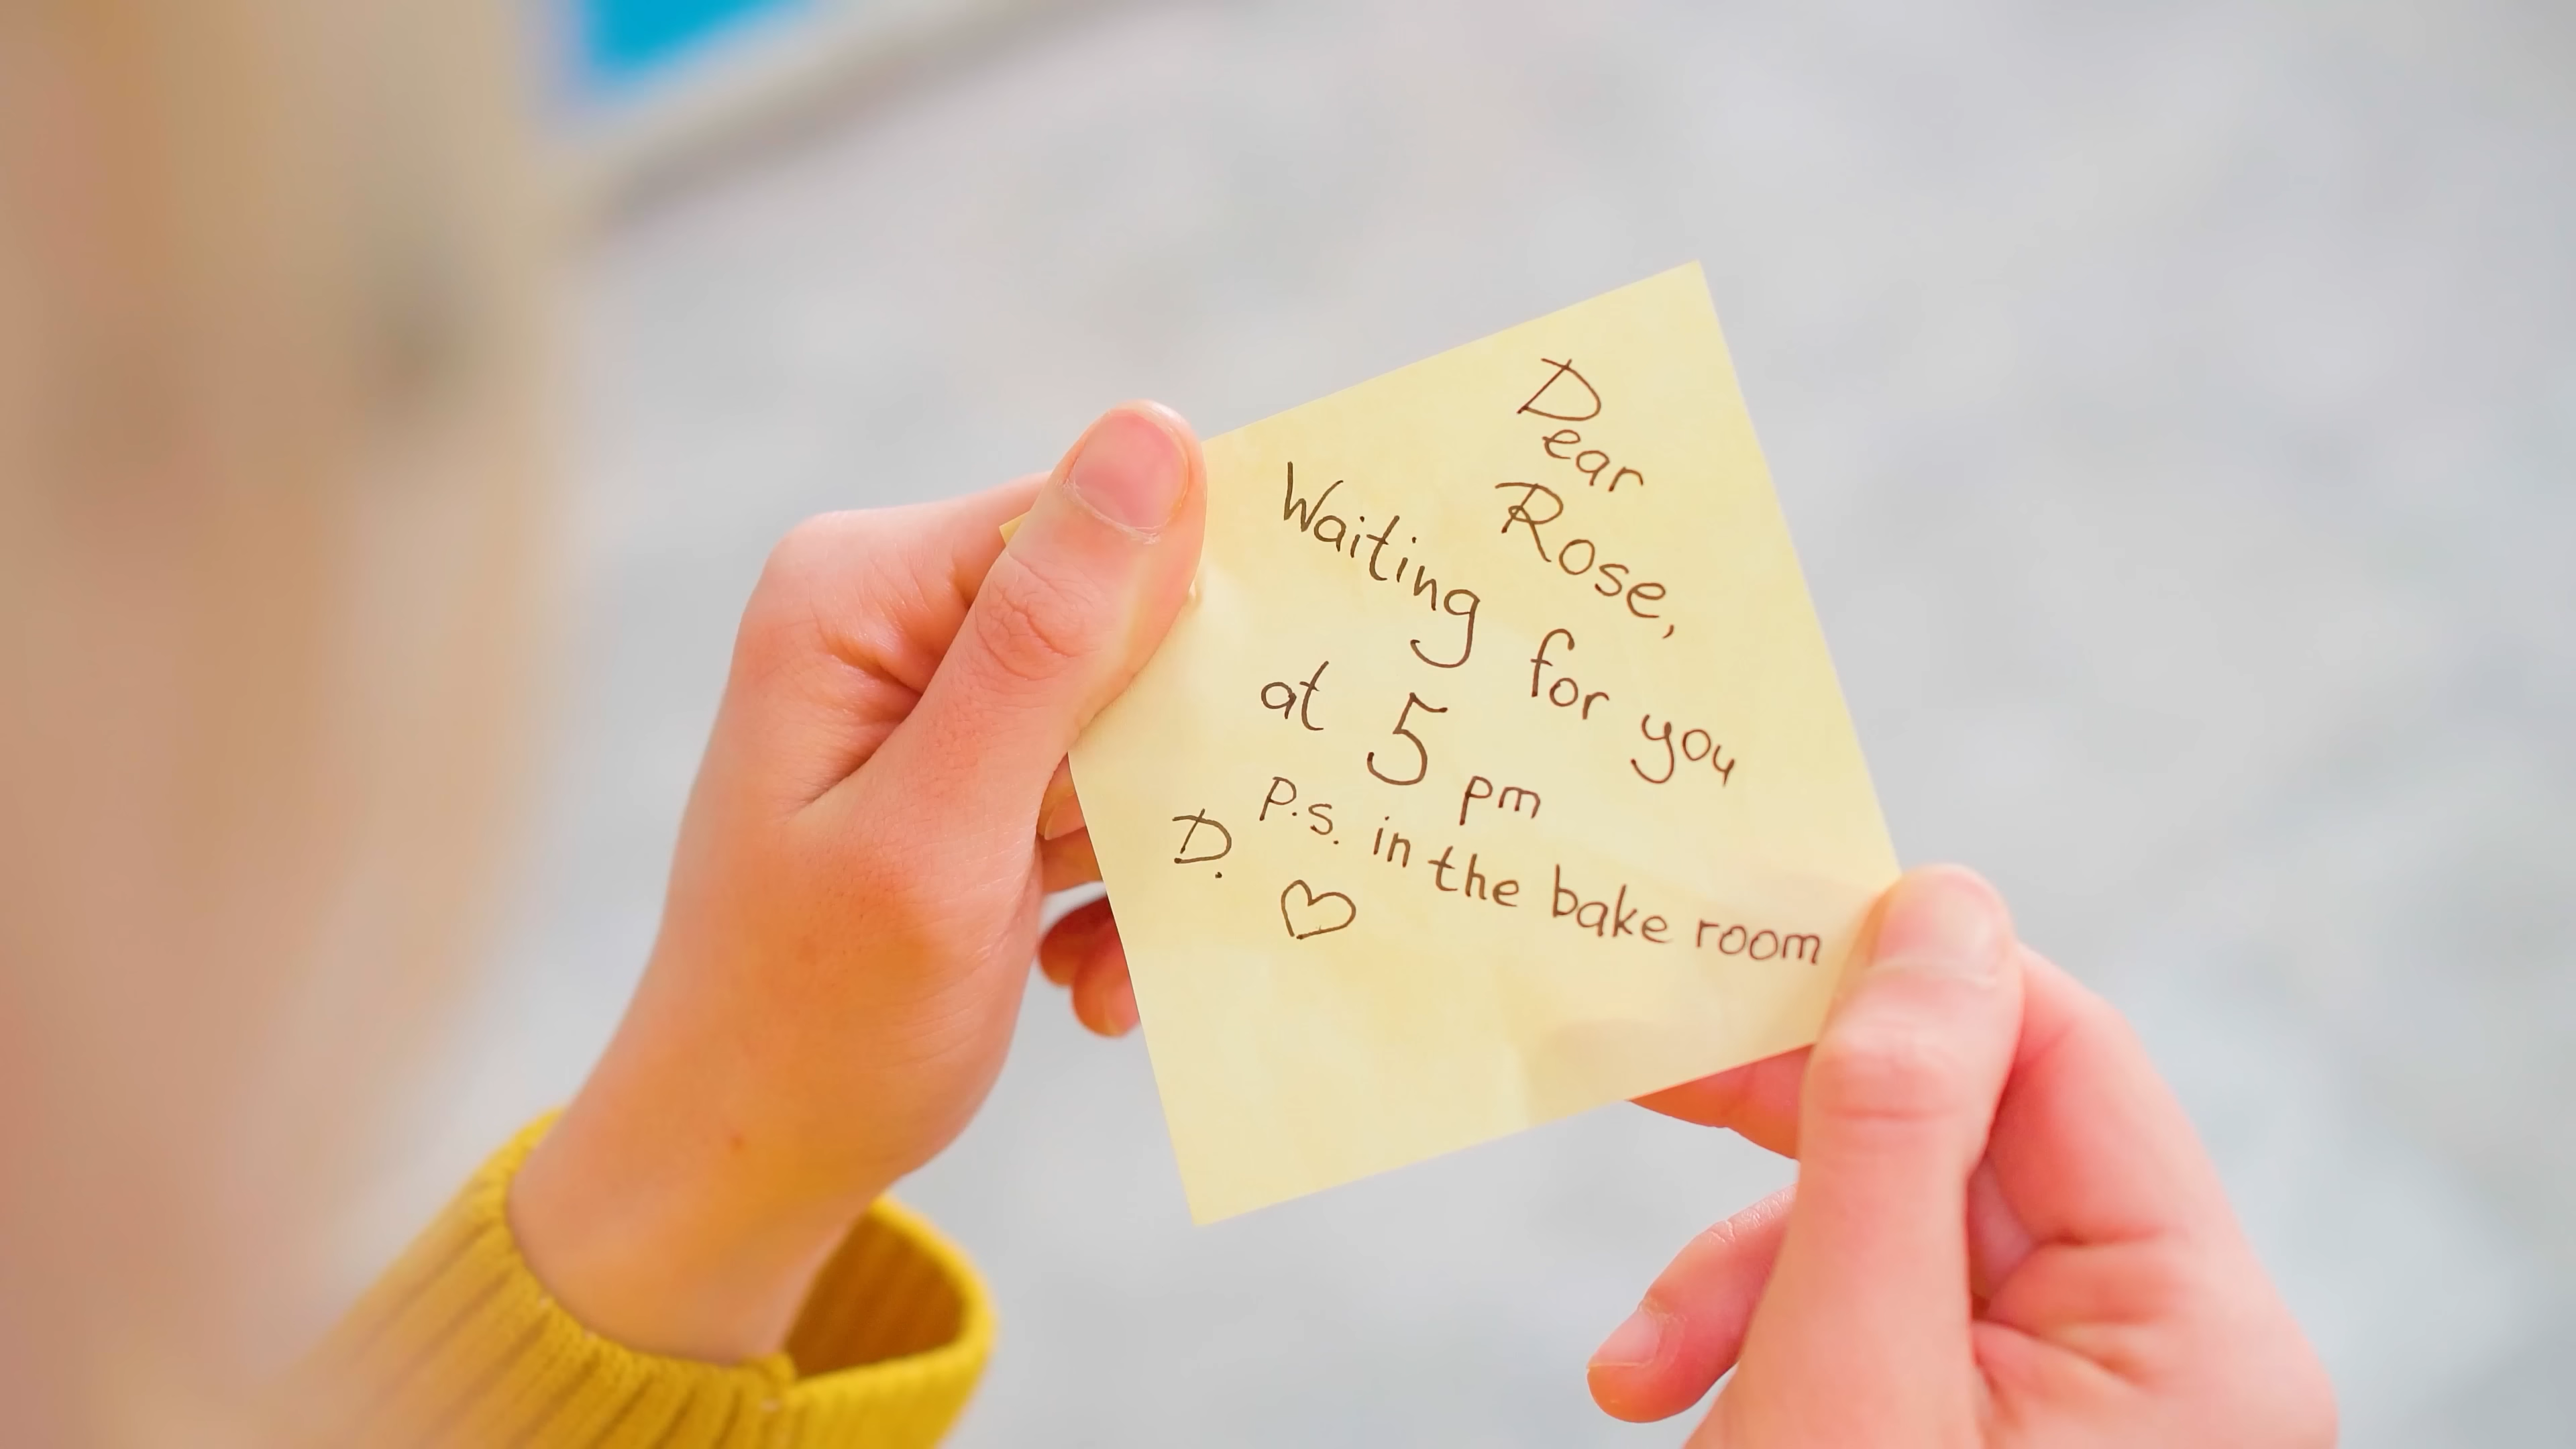 Dear
Rose,
Waiting for you
at 5 pm
P.s. in the bake room
D.
♡